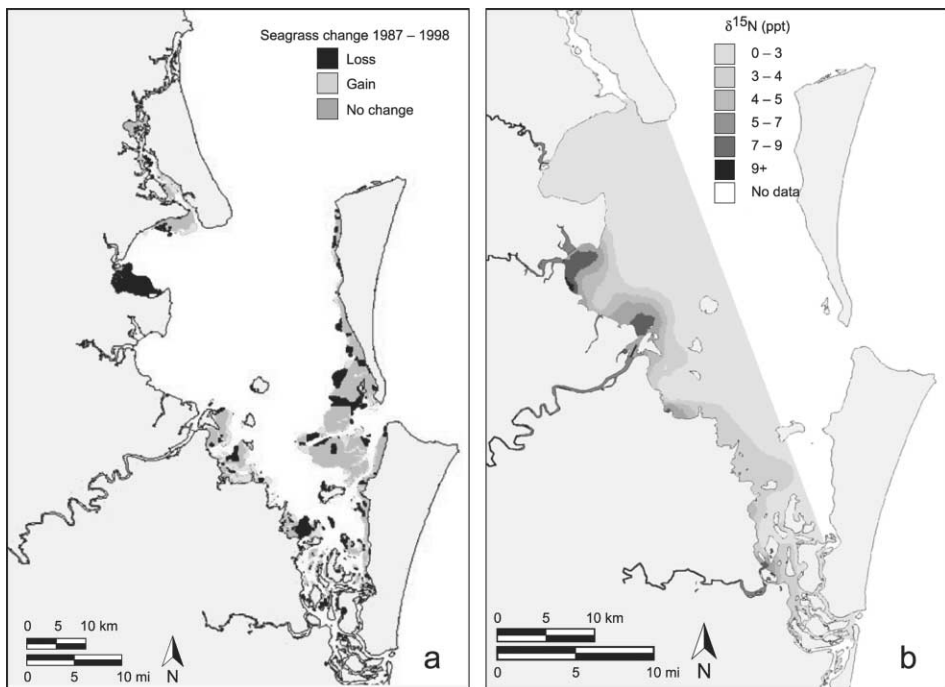 Seagrass change 1987 – 1998
Loss
Gain
No change
0 5 10 km
0 5 10 mi
N
a
δ15N (ppt)
0 – 3
3 – 4
4 – 5
5 – 7
7 – 9
9+
No data
0 5 10 km
0 5 10 mi
N
b